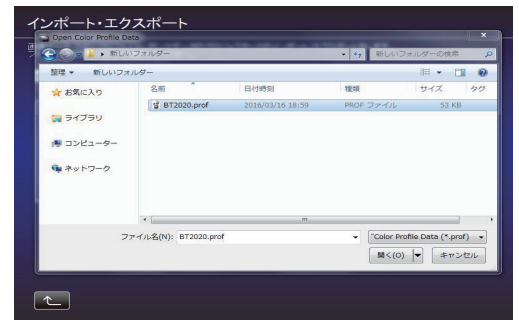 インポート・エクスポート
Open Color Profile Data
新しいフォルダー
新しいフォルダーの検索
整理 新しいフォルダー
名前 日付時刻 種類 サイズ タグ
BT2020.prof 2016/03/16 18:59 PROF ファイル 53 KB
お気に入り
ライブラリ
コンピューター
ネットワーク
ファイル名(N): BT2020.prof "Color Profile Data (*.prof)
開く(O) キャンセル